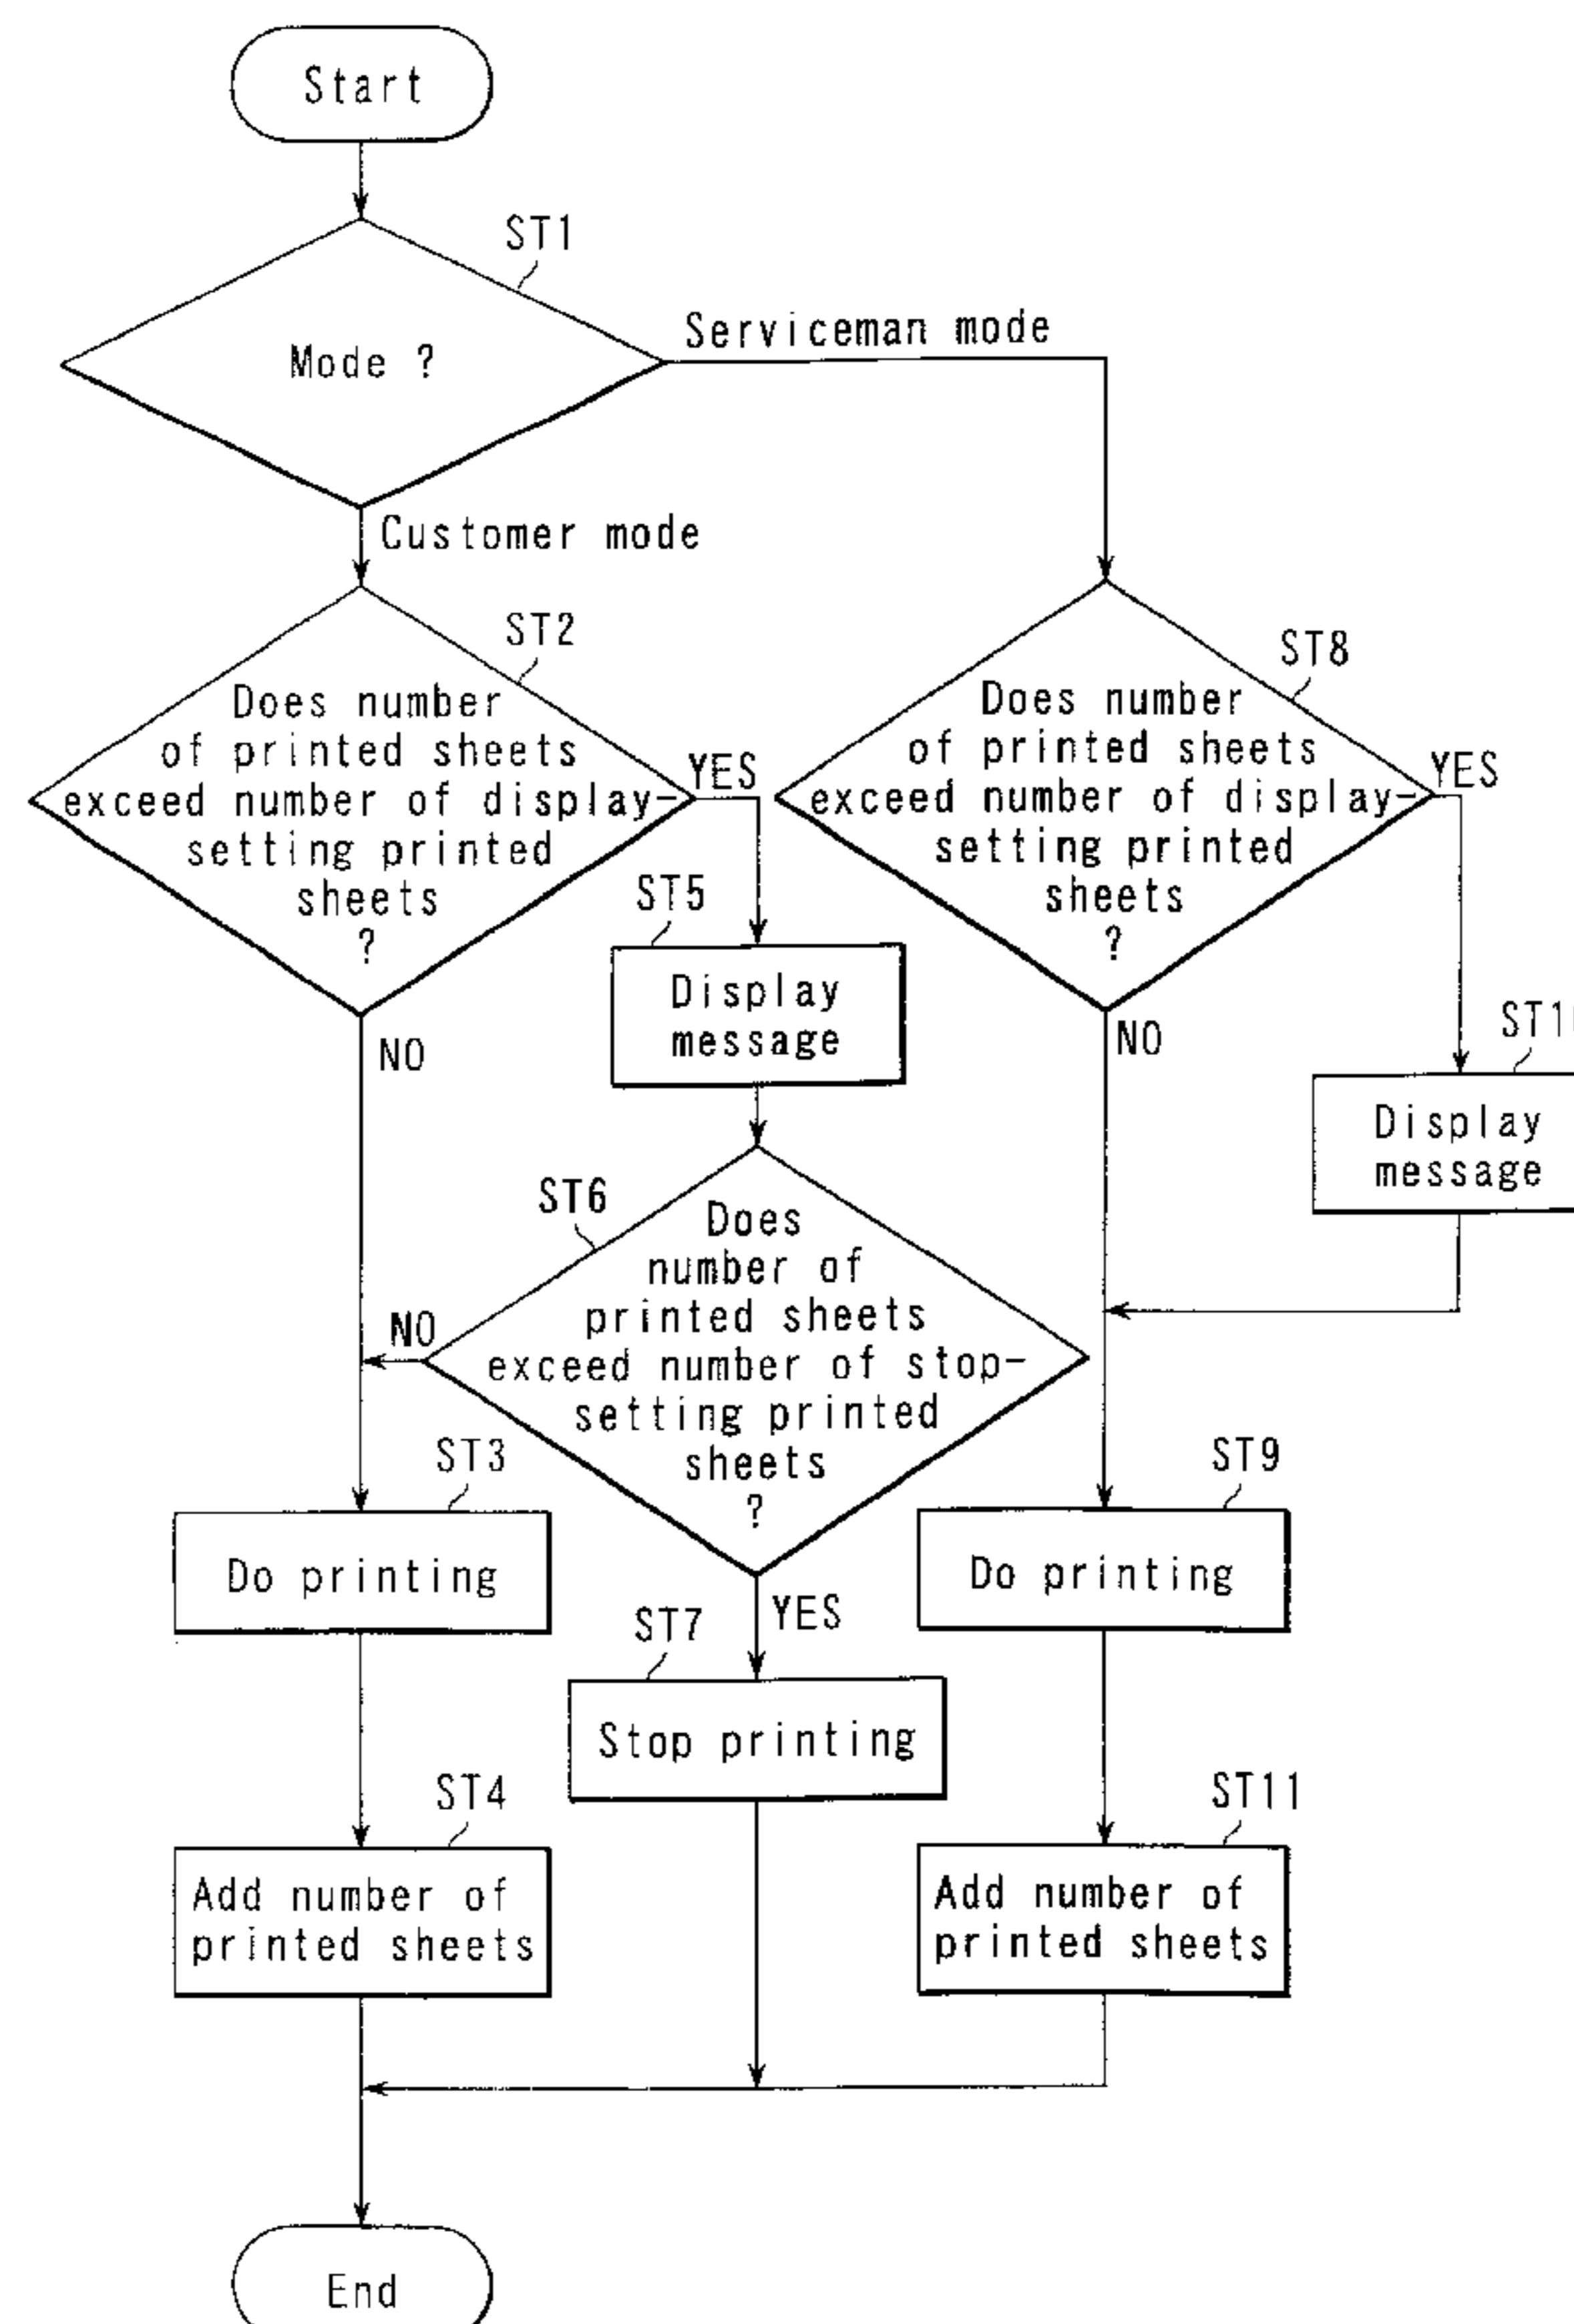 Start
ST1
Mode ?
Serviceman mode
Customer mode
ST2
Does number
of printed sheets
exceed number of display-
setting printed
sheets
?
YES
NO
ST8
Does number
of printed sheets
exceed number of display-
setting printed
sheets
?
YES
NO
ST5
Display
message
ST10
Display
message
ST6
Does
number of
printed sheets
exceed number of stop-
setting printed
sheets
?
NO
YES
ST3
Do printing
ST9
Do printing
ST7
Stop printing
ST4
Add number of
printed sheets
ST11
Add number of
printed sheets
End